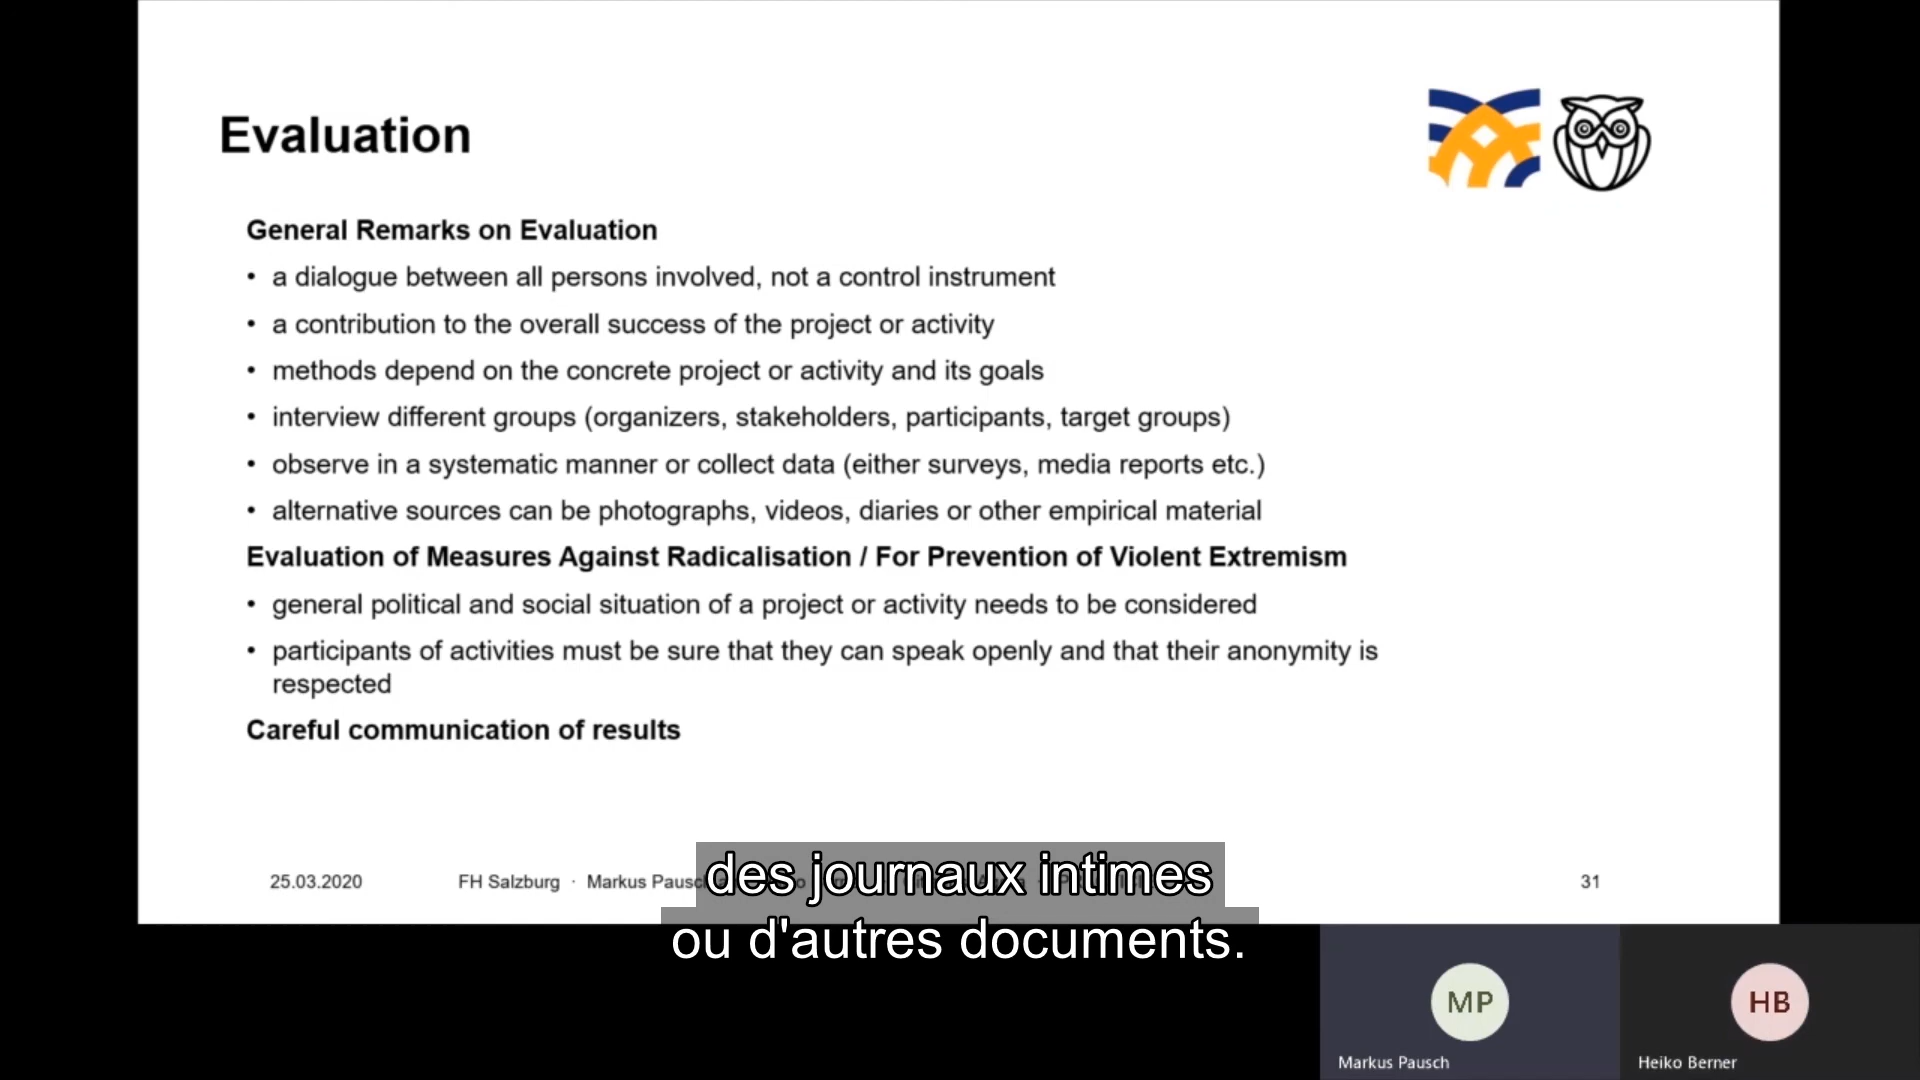 Evaluation
General Remarks on Evaluation
• a dialogue between all persons involved, not a control instrument
• a contribution to the overall success of the project or activity
• methods depend on the concrete project or activity and its goals
• interview different groups (organizers, stakeholders, participants, target groups)
• observe in a systematic manner or collect data (either surveys, media reports etc.)
• alternative sources can be photographs, videos, diaries or other empirical material
Evaluation of Measures Against Radicalisation / For Prevention of Violent Extremism
• general political and social situation of a project or activity needs to be considered
• participants of activities must be sure that they can speak openly and that their anonymity is
respected
Careful communication of results
25.03.2020 FH Salzburg · Markus Pausch 31
des journaux intimes
ou d'autres documents.
MP HB
Markus Pausch Heiko Berner